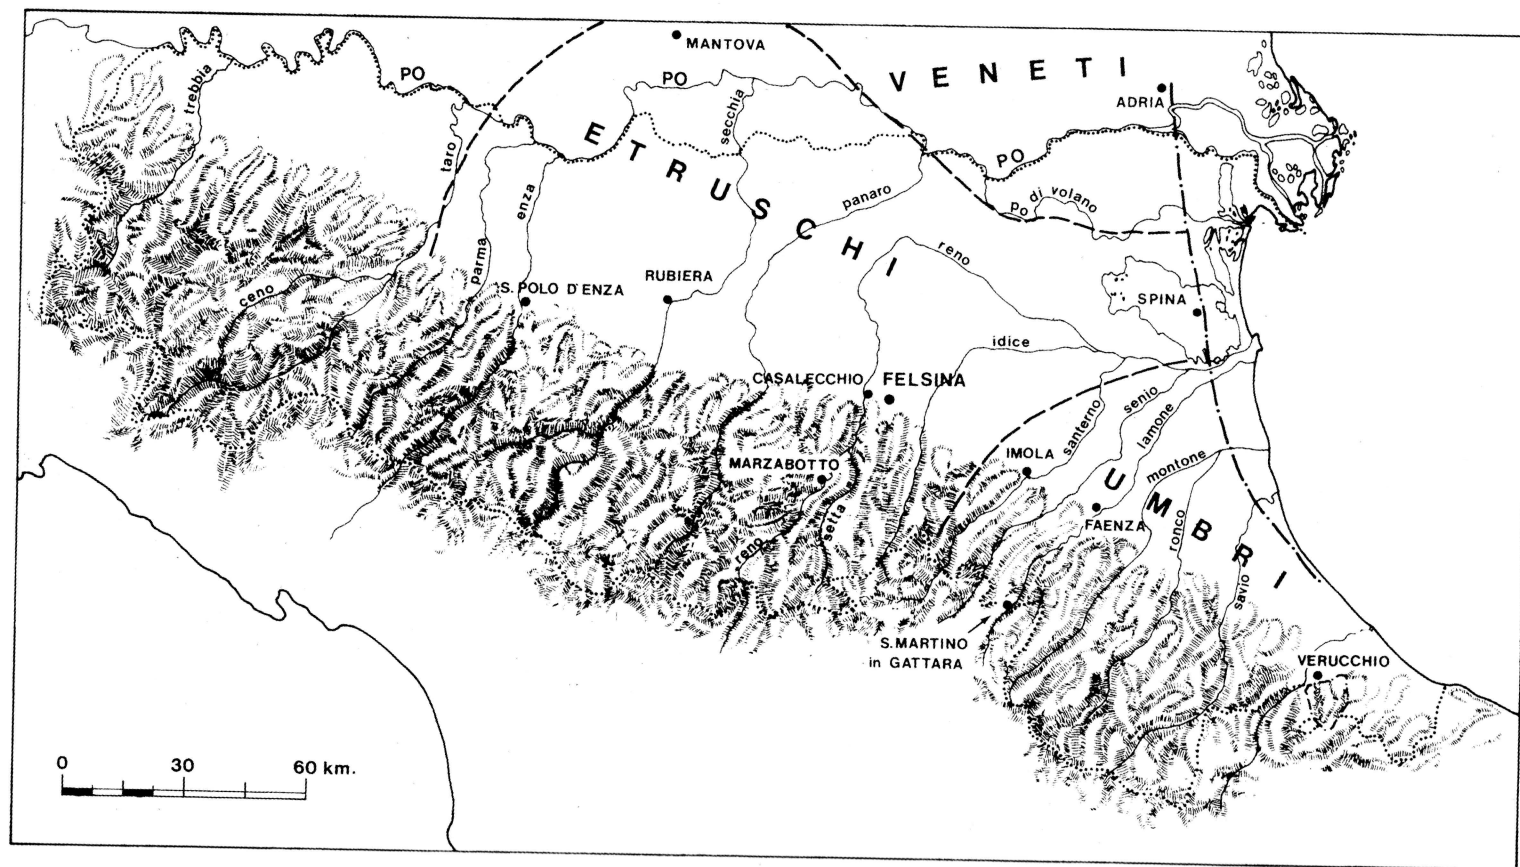 MANTOVA
VENETI
trebbia
PO
PO
ADRIA
secchia
ETRUSCHI
taro
PO
enza
panaro
po di volano
parma
reno
ceno
S. POLO D'ENZA
RUBIERA
SPINA
idice
CASALECCHIO
FELSINA
santerno
senio
lamone
IMOLA
montone
MARZABOTTO
UMBRI
setta
FAENZA
ronco
reno
savio
S.MARTINO
in GATTARA
VERUCCHIO
0 30 60 km.